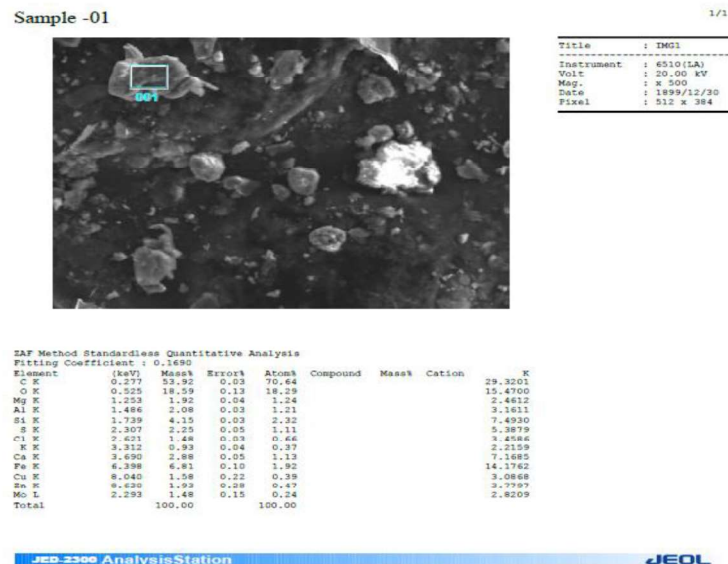 Sample -01
1/1
001
Title : IMG1
Instrument : 6510(LA)
Volt : 20.00 kV
Mag. : x 500
Date : 1899/12/30
Pixel : 512 x 384
ZAF Method Standardless Quantitative Analysis
Fitting Coefficient : 0.1690
Element (keV) Mass% Error% Atom% Compound Mass% Cation K
C K 0.277 53.92 0.03 70.64 29.3201
O K 0.525 18.59 0.13 18.29 15.4700
Mg K 1.253 1.92 0.04 1.24 2.4612
Al K 1.486 2.08 0.03 1.21 3.1611
Si K 1.739 4.15 0.03 2.32 7.4930
S K 2.307 2.25 0.05 1.11 5.3879
Cl K 2.621 1.48 0.03 0.66 3.4586
K K 3.312 0.93 0.04 0.37 2.2159
Ca K 3.690 2.88 0.05 1.13 7.1685
Fe K 6.398 6.81 0.10 1.92 14.1762
Cu K 8.040 1.58 0.22 0.39 3.0868
Zn K 8.630 1.93 0.28 0.47 3.7797
Mo L 2.293 1.48 0.15 0.24 2.8209
Total 100.00 100.00
JED-2300 AnalysisStation
JEOL